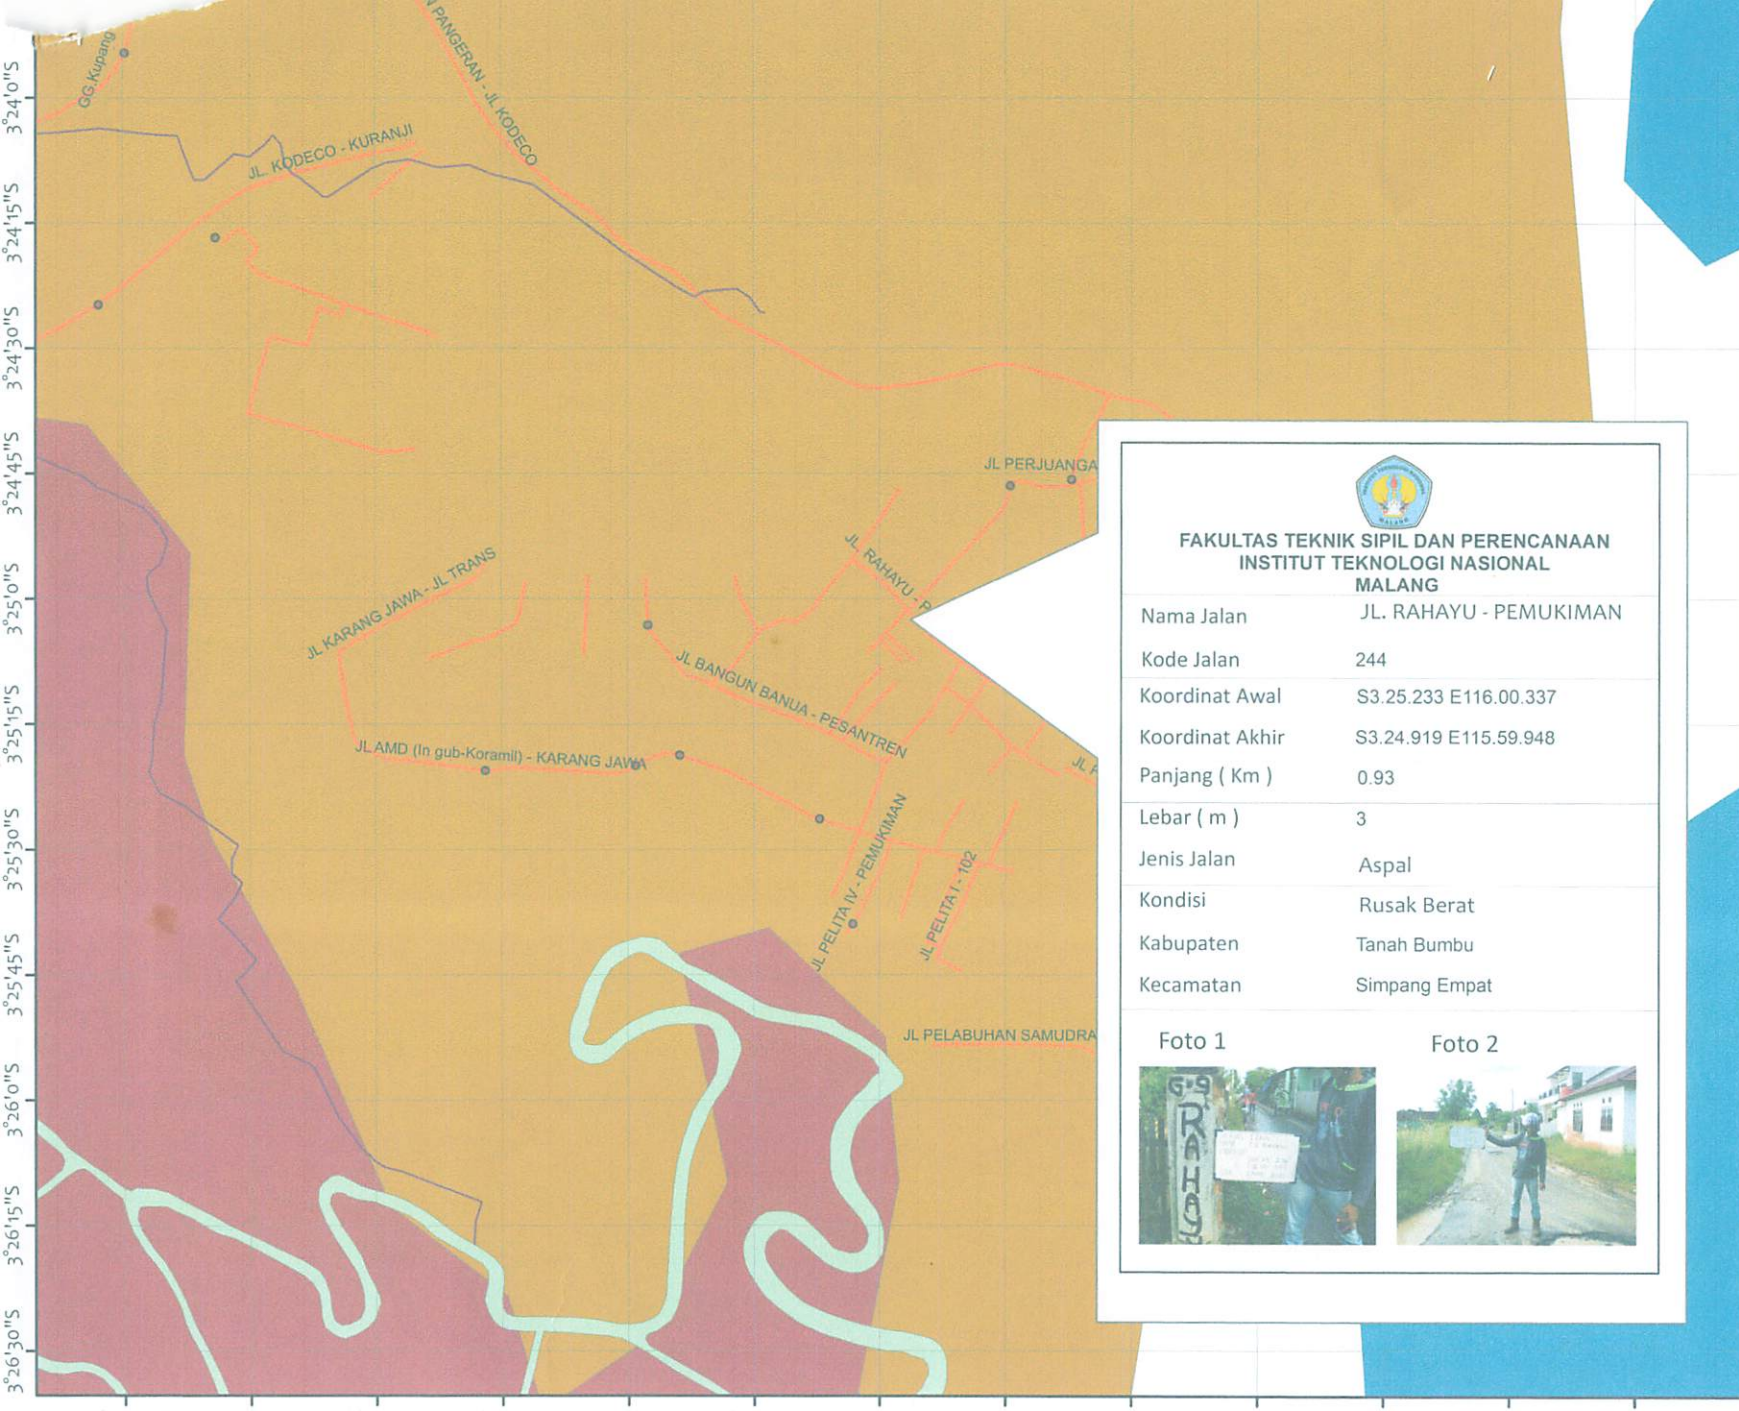 GG.Kupang
N PANGERAN - JL KODECO
JL. KODECO - KURANJI
3°24'0"S
3°24'15"S
3°24'30"S
3°24'45"S
3°25'0"S
3°25'15"S
3°25'30"S
3°25'45"S
3°26'0"S
3°26'15"S
3°26'30"S
JL PERJUANGA
JL. RAHAYU - P
JL KARANG JAWA - JL TRANS
JL BANGUN BANUA - PESANTREN
JL AMD (In gub-Koramil) - KARANG JAWA
JL P
JL PELITA IV - PEMUKIMAN
JL PELITA I - 102
JL PELABUHAN SAMUDRA
MALANG
FAKULTAS TEKNIK SIPIL DAN PERENCANAAN
INSTITUT TEKNOLOGI NASIONAL
MALANG
Nama Jalan JL. RAHAYU - PEMUKIMAN
Kode Jalan 244
Koordinat Awal S3.25.233 E116.00.337
Koordinat Akhir S3.24.919 E115.59.948
Panjang ( Km ) 0.93
Lebar ( m ) 3
Jenis Jalan Aspal
Kondisi Rusak Berat
Kabupaten Tanah Bumbu
Kecamatan Simpang Empat
Foto 1 Foto 2
G.9
RAHAYU